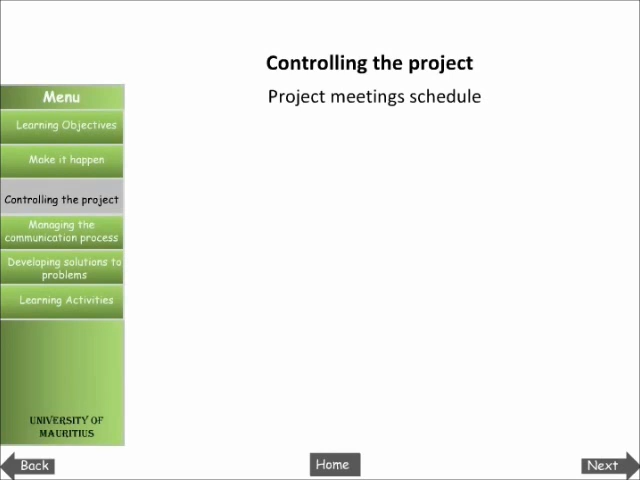 Controlling the project
Project meetings schedule
Menu
Learning Objectives
Make it happen
Controlling the project
Managing the
communication process
Developing solutions to
problems
Learning Activities
UNIVERSITY OF
MAURITIUS
Back
Home
Next